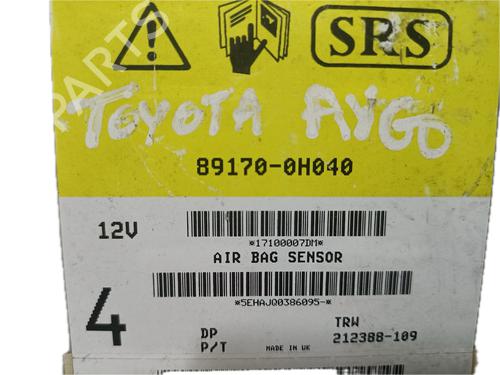 SRS
PARTS
TOYOTA AYGO
89170-0H040
12V
*17100007DM*
AIR BAG SENSOR
*5EHAJQ0386095-*
4
DP
P/T
MADE IN UK
TRW
212388-109